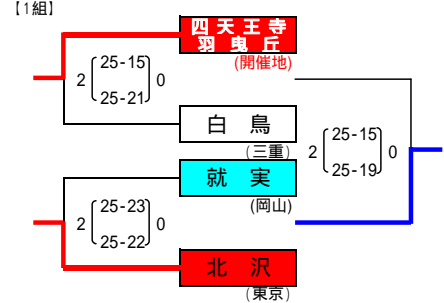 【1組】
四天王寺
羽曳丘
(開催地)
2 25-15 0
25-21
白鳥
(三重)
2 25-15 0
25-19
就実
(岡山)
2 25-23 0
25-22
北沢
(東京)